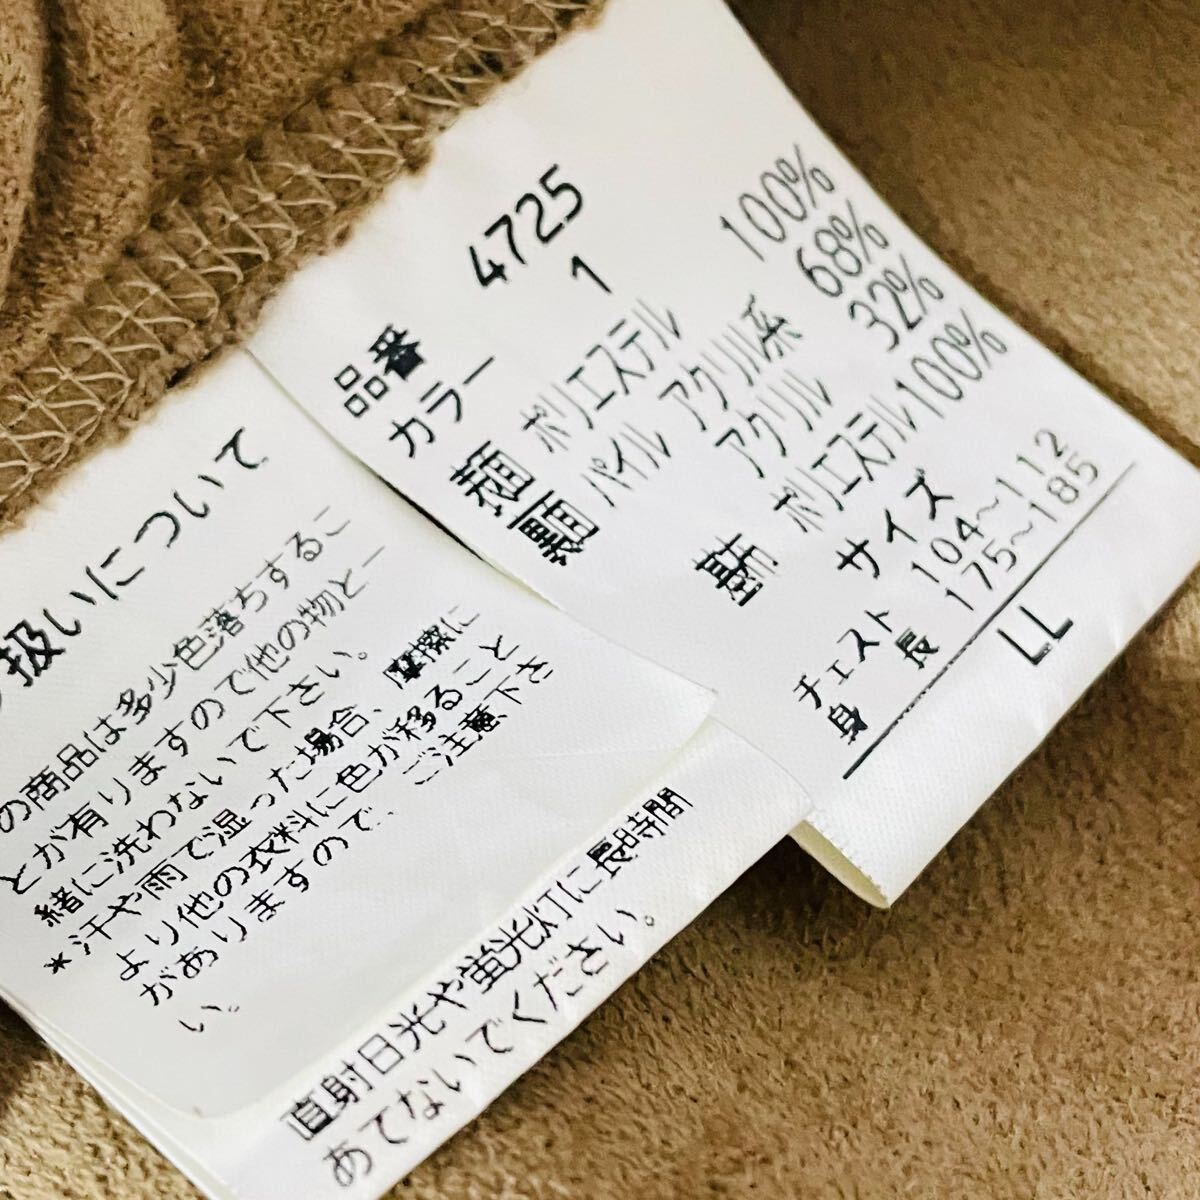 品番 4725
カラー 1
表面 ポリエステル 100%
裏面 パイル アクリル系 68%
アクリル 32%
基布 ポリエステル100%
サイズ
チェスト 104〜112
身長 175〜185
LL
扱いについて
の商品は多少色落ちするこ
とが有りますので他の物と一
緒に洗わないで下さい。
*汗や雨で湿った場合、摩擦に
より他の衣料に色が移ること
がありますので、ご注意下さ
い。
直射日光や蛍光灯に長時間
あてないでください。